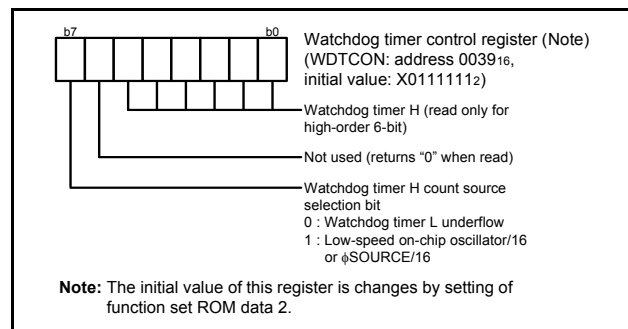 b7 b0
Watchdog timer control register (Note)
(WDTCON: address 0039₁₆,
initial value: X0111111₂)
Watchdog timer H (read only for
high-order 6-bit)
Not used (returns “0” when read)
Watchdog timer H count source
selection bit
0 : Watchdog timer L underflow
1 : Low-speed on-chip oscillator/16
or ϕSOURCE/16
Note: The initial value of this register is changes by setting of
function set ROM data 2.